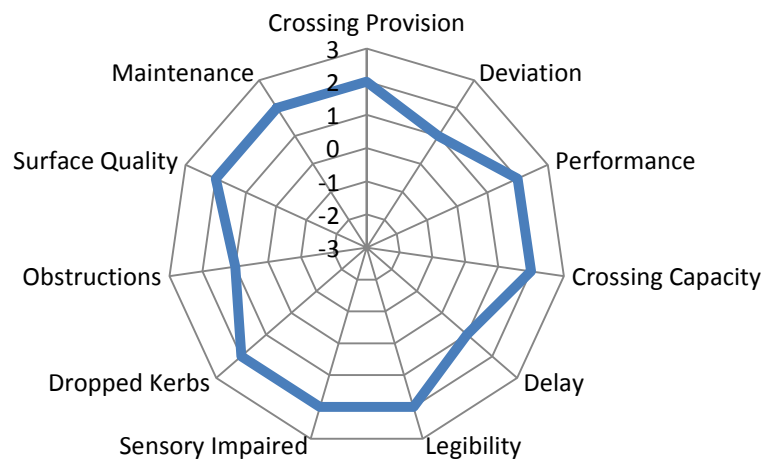 Crossing Provision
3
Maintenance
Deviation
2
1
Surface Quality
Performance
0
-1
-2
-3
Obstructions
Crossing Capacity
Dropped Kerbs
Delay
Sensory Impaired
Legibility